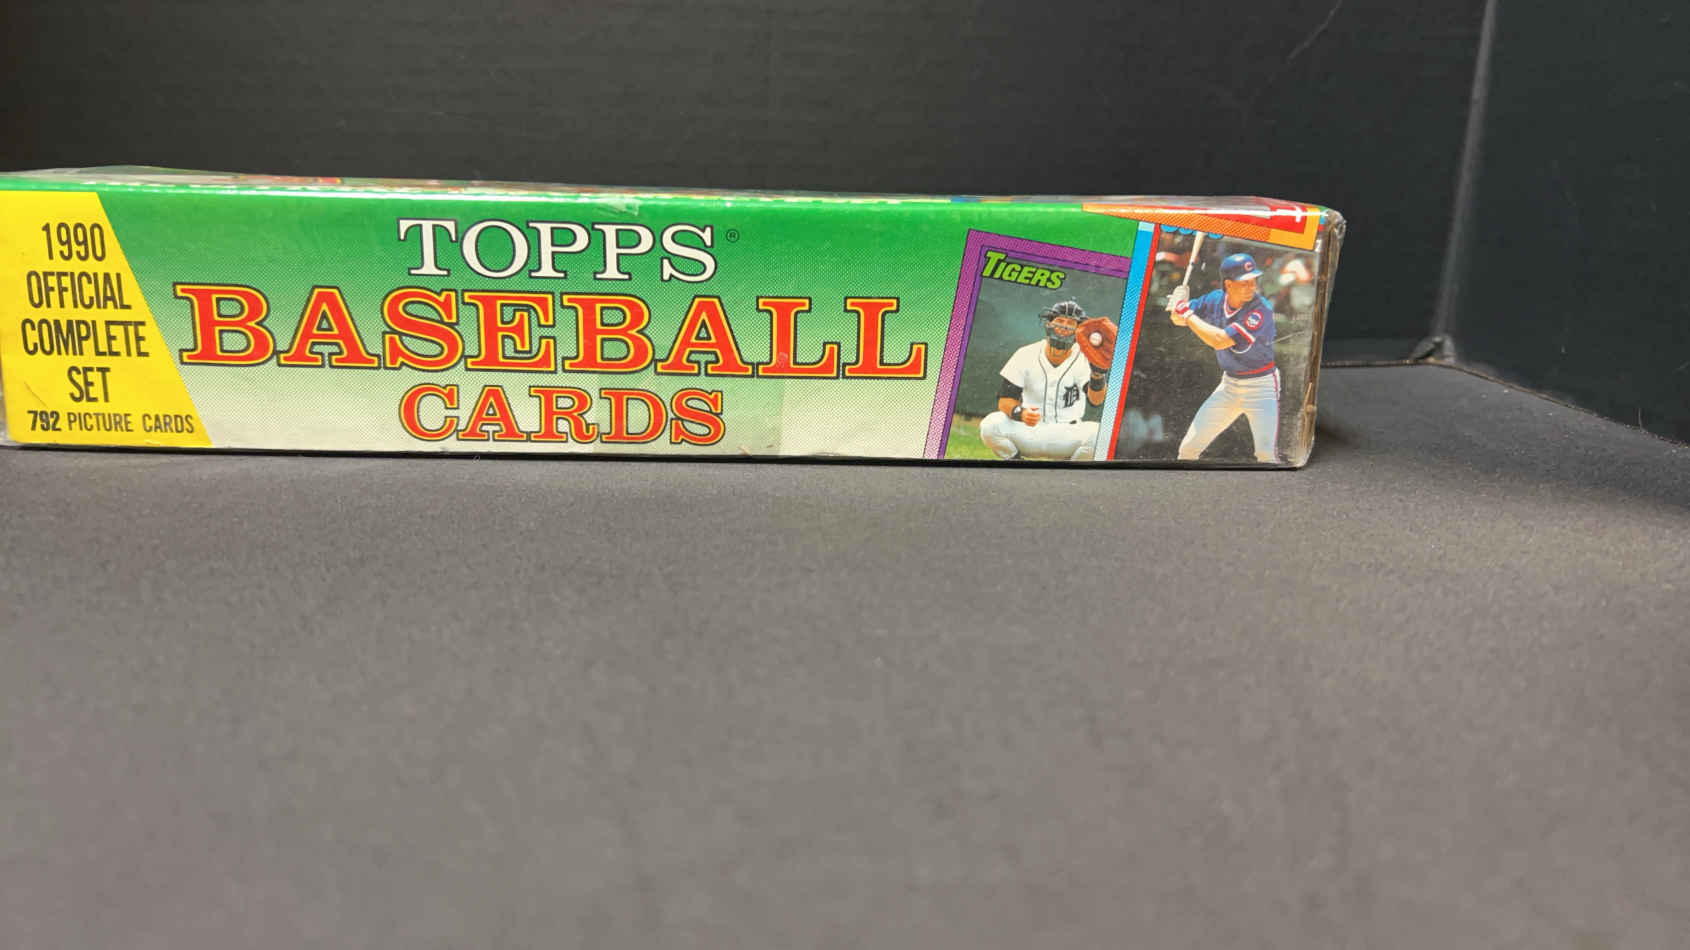 1990
OFFICIAL
COMPLETE
SET
792 PICTURE CARDS
TOPPS®
BASEBALL
CARDS
TIGERS